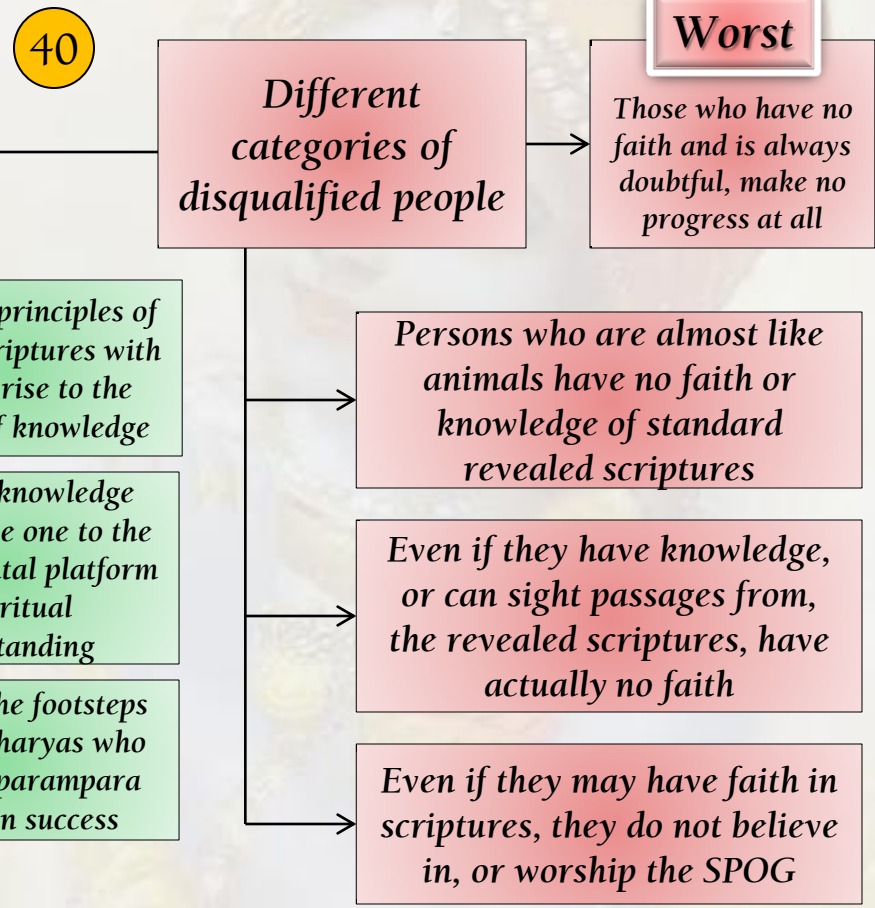 40
Different
categories of
disqualified people
Worst
Those who have no
faith and is always
doubtful, make no
progress at all
principles of
riptures with
rise to the
f knowledge
knowledge
e one to the
tal platform
ritual
tanding
he footsteps
haryas who
parampara
n success
Persons who are almost like
animals have no faith or
knowledge of standard
revealed scriptures
Even if they have knowledge,
or can sight passages from,
the revealed scriptures, have
actually no faith
Even if they may have faith in
scriptures, they do not believe
in, or worship the SPOG